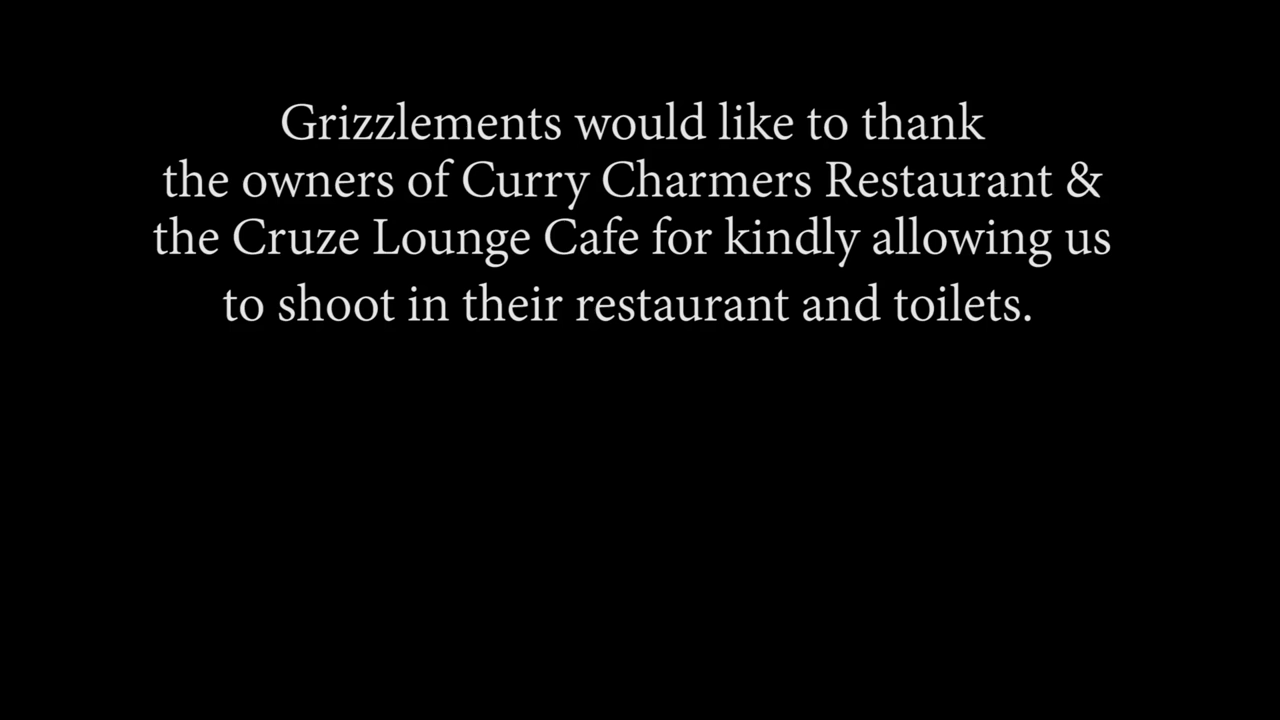 Grizzlements would like to thank
the owners of Curry Charmers Restaurant &
the Cruze Lounge Cafe for kindly allowing us
to shoot in their restaurant and toilets.